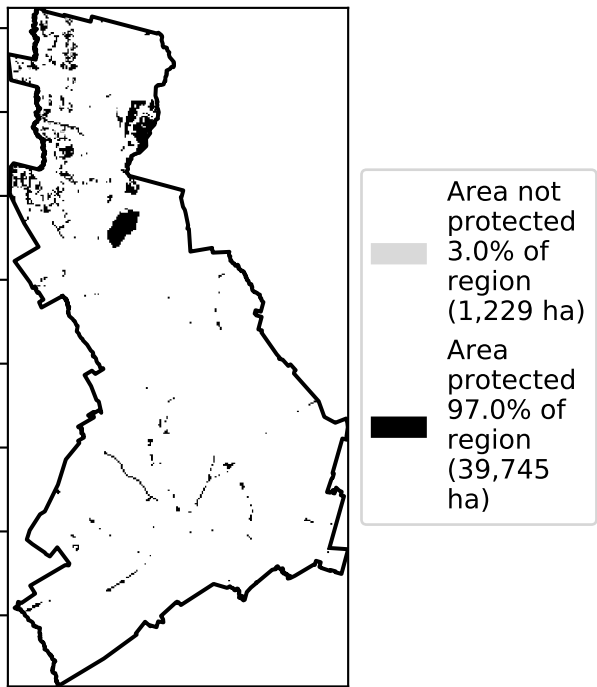 Area not
protected
3.0% of
region
(1,229 ha)
Area
protected
97.0% of
region
(39,745
ha)